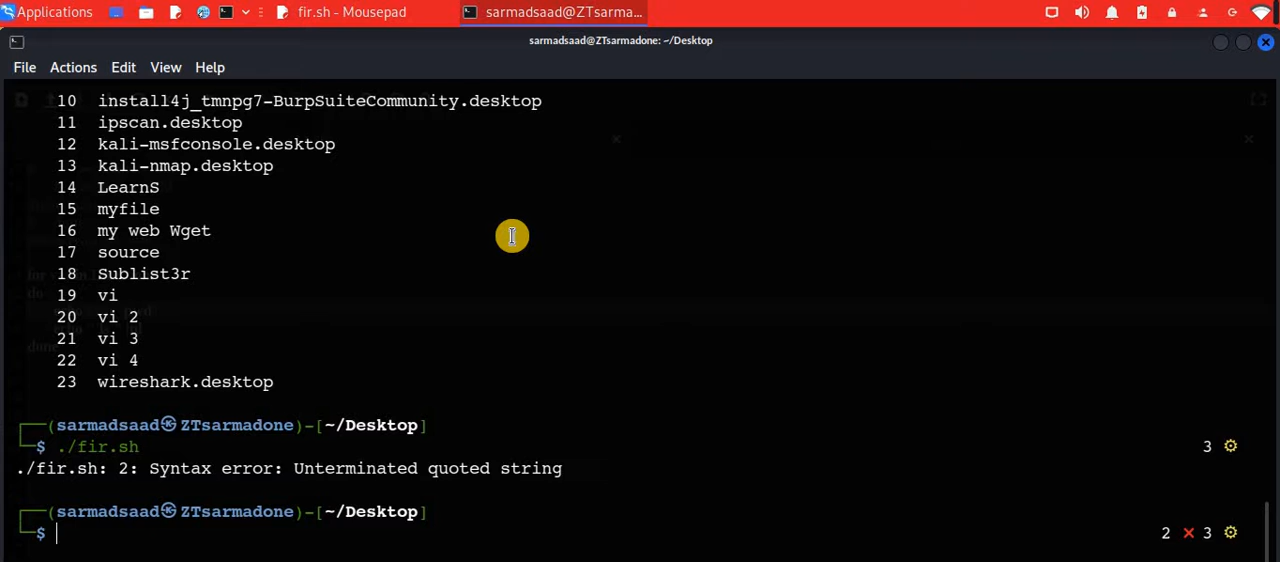 Applications fir.sh - Mousepad sarmadsaad@ZTsarma...
sarmadsaad@ZTsarmadone: ~/Desktop
File Actions Edit View Help
10 install4j_tmnpg7-BurpSuiteCommunity.desktop
11 ipscan.desktop
12 kali-msfconsole.desktop
13 kali-nmap.desktop
14 LearnS
15 myfile
16 my web Wget
17 source
18 Sublist3r
19 vi
20 vi 2
21 vi 3
22 vi 4
23 wireshark.desktop
┌──(sarmadsaad㉿ZTsarmadone)-[~/Desktop]
└─$ ./fir.sh 3 ⚙
./fir.sh: 2: Syntax error: Unterminated quoted string
┌──(sarmadsaad㉿ZTsarmadone)-[~/Desktop]
└─$ 2 ⨯ 3 ⚙